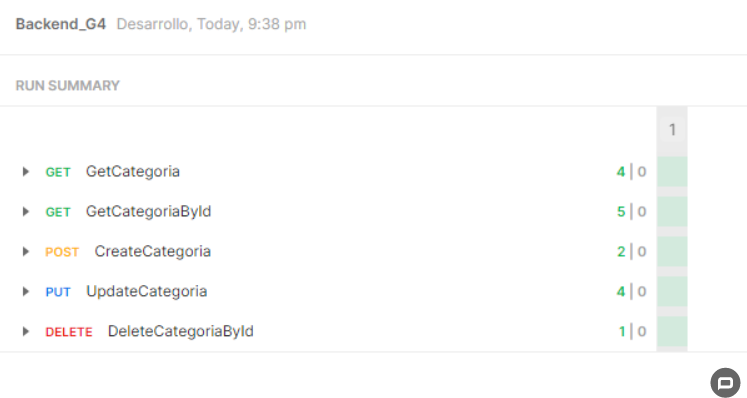 Backend_G4 Desarrollo, Today, 9:38 pm
RUN SUMMARY
1
GET GetCategoria 4 | 0
GET GetCategoriaById 5 | 0
POST CreateCategoria 2 | 0
PUT UpdateCategoria 4 | 0
DELETE DeleteCategoriaById 1 | 0